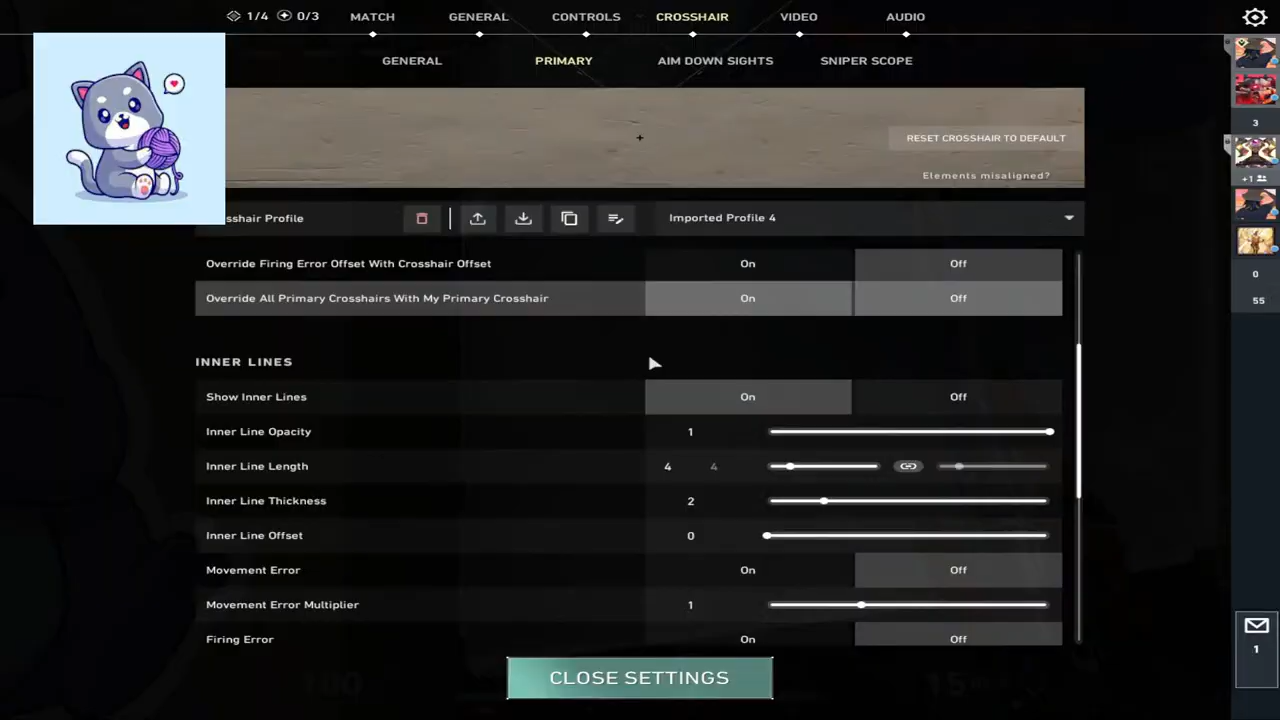 1/4 0/3 MATCH GENERAL CONTROLS CROSSHAIR VIDEO AUDIO
GENERAL PRIMARY AIM DOWN SIGHTS SNIPER SCOPE
RESET CROSSHAIR TO DEFAULT
Elements misaligned?
sshair Profile Imported Profile 4
Override Firing Error Offset With Crosshair Offset On Off
Override All Primary Crosshairs With My Primary Crosshair On Off
INNER LINES
Show Inner Lines On Off
Inner Line Opacity 1
Inner Line Length 4 4
Inner Line Thickness 2
Inner Line Offset 0
Movement Error On Off
Movement Error Multiplier 1
Firing Error On Off
CLOSE SETTINGS
100
3
+1
0
55
1